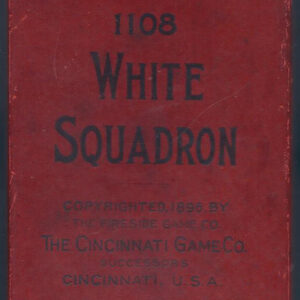 1108
WHITE
SQUADRON
COPYRIGHTED, 1896 BY
THE FIRESIDE GAME CO.
THE CINCINNATI GAME CO.
SUCCESSORS
CINCINNATI, U.S.A.